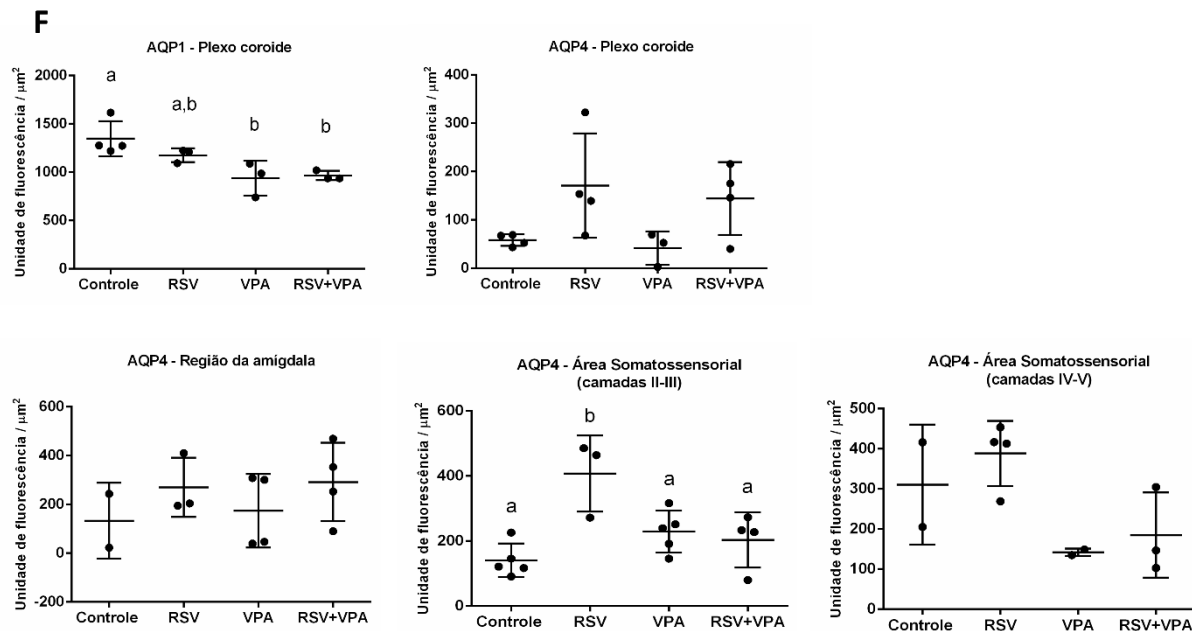 F
AQP1 - Plexo coroide
Unidade de fluorescência / μm²
2000
1500
1000
500
0
a
a,b
b
b
Controle RSV VPA RSV+VPA
AQP4 - Plexo coroide
Unidade de fluorescência / μm²
400
300
200
100
0
Controle RSV VPA RSV+VPA
AQP4 - Região da amigdala
Unidade de fluorescência / μm²
600
400
200
0
-200
Controle RSV VPA RSV+VPA
AQP4 - Área Somatossensorial
(camadas II-III)
Unidade de fluorescência / μm²
600
400
200
0
a
b
a
a
Controle RSV VPA RSV+VPA
AQP4 - Área Somatossensorial
(camadas IV-V)
Unidade de fluorescência / μm²
500
400
300
200
100
0
Controle RSV VPA RSV+VPA